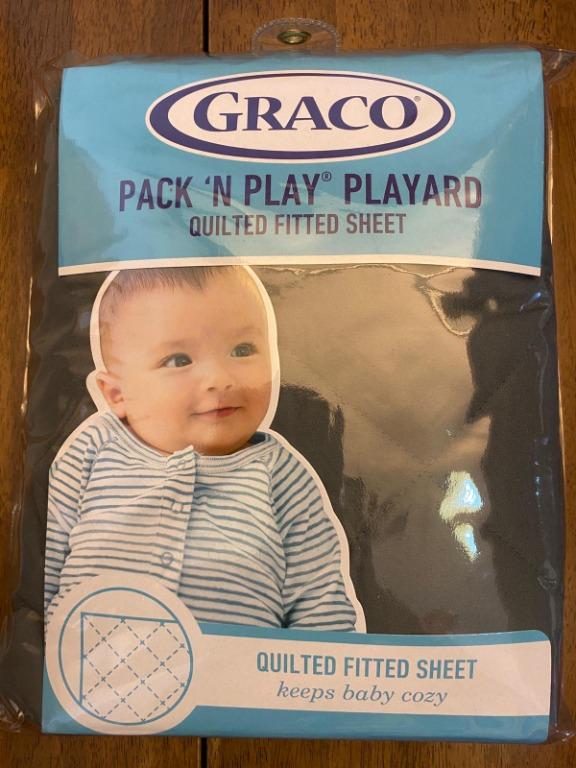 GRACO®
PACK 'N PLAY® PLAYARD
QUILTED FITTED SHEET
QUILTED FITTED SHEET
keeps baby cozy